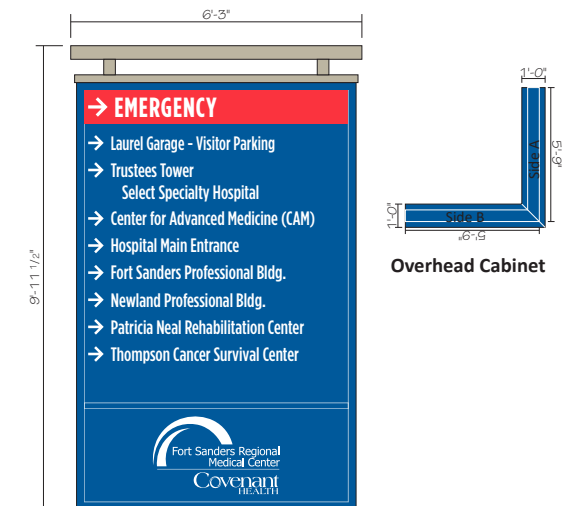 6'-3"
9'-11 1/2"
→ EMERGENCY
→ Laurel Garage - Visitor Parking
→ Trustees Tower
Select Specialty Hospital
→ Center for Advanced Medicine (CAM)
→ Hospital Main Entrance
→ Fort Sanders Professional Bldg.
→ Newland Professional Bldg.
→ Patricia Neal Rehabilitation Center
→ Thompson Cancer Survival Center
Fort Sanders Regional
Medical Center
Covenant
HEALTH
1'-0"
Side A
5'-9"
1'-0"
Side B
5'-9"
Overhead Cabinet